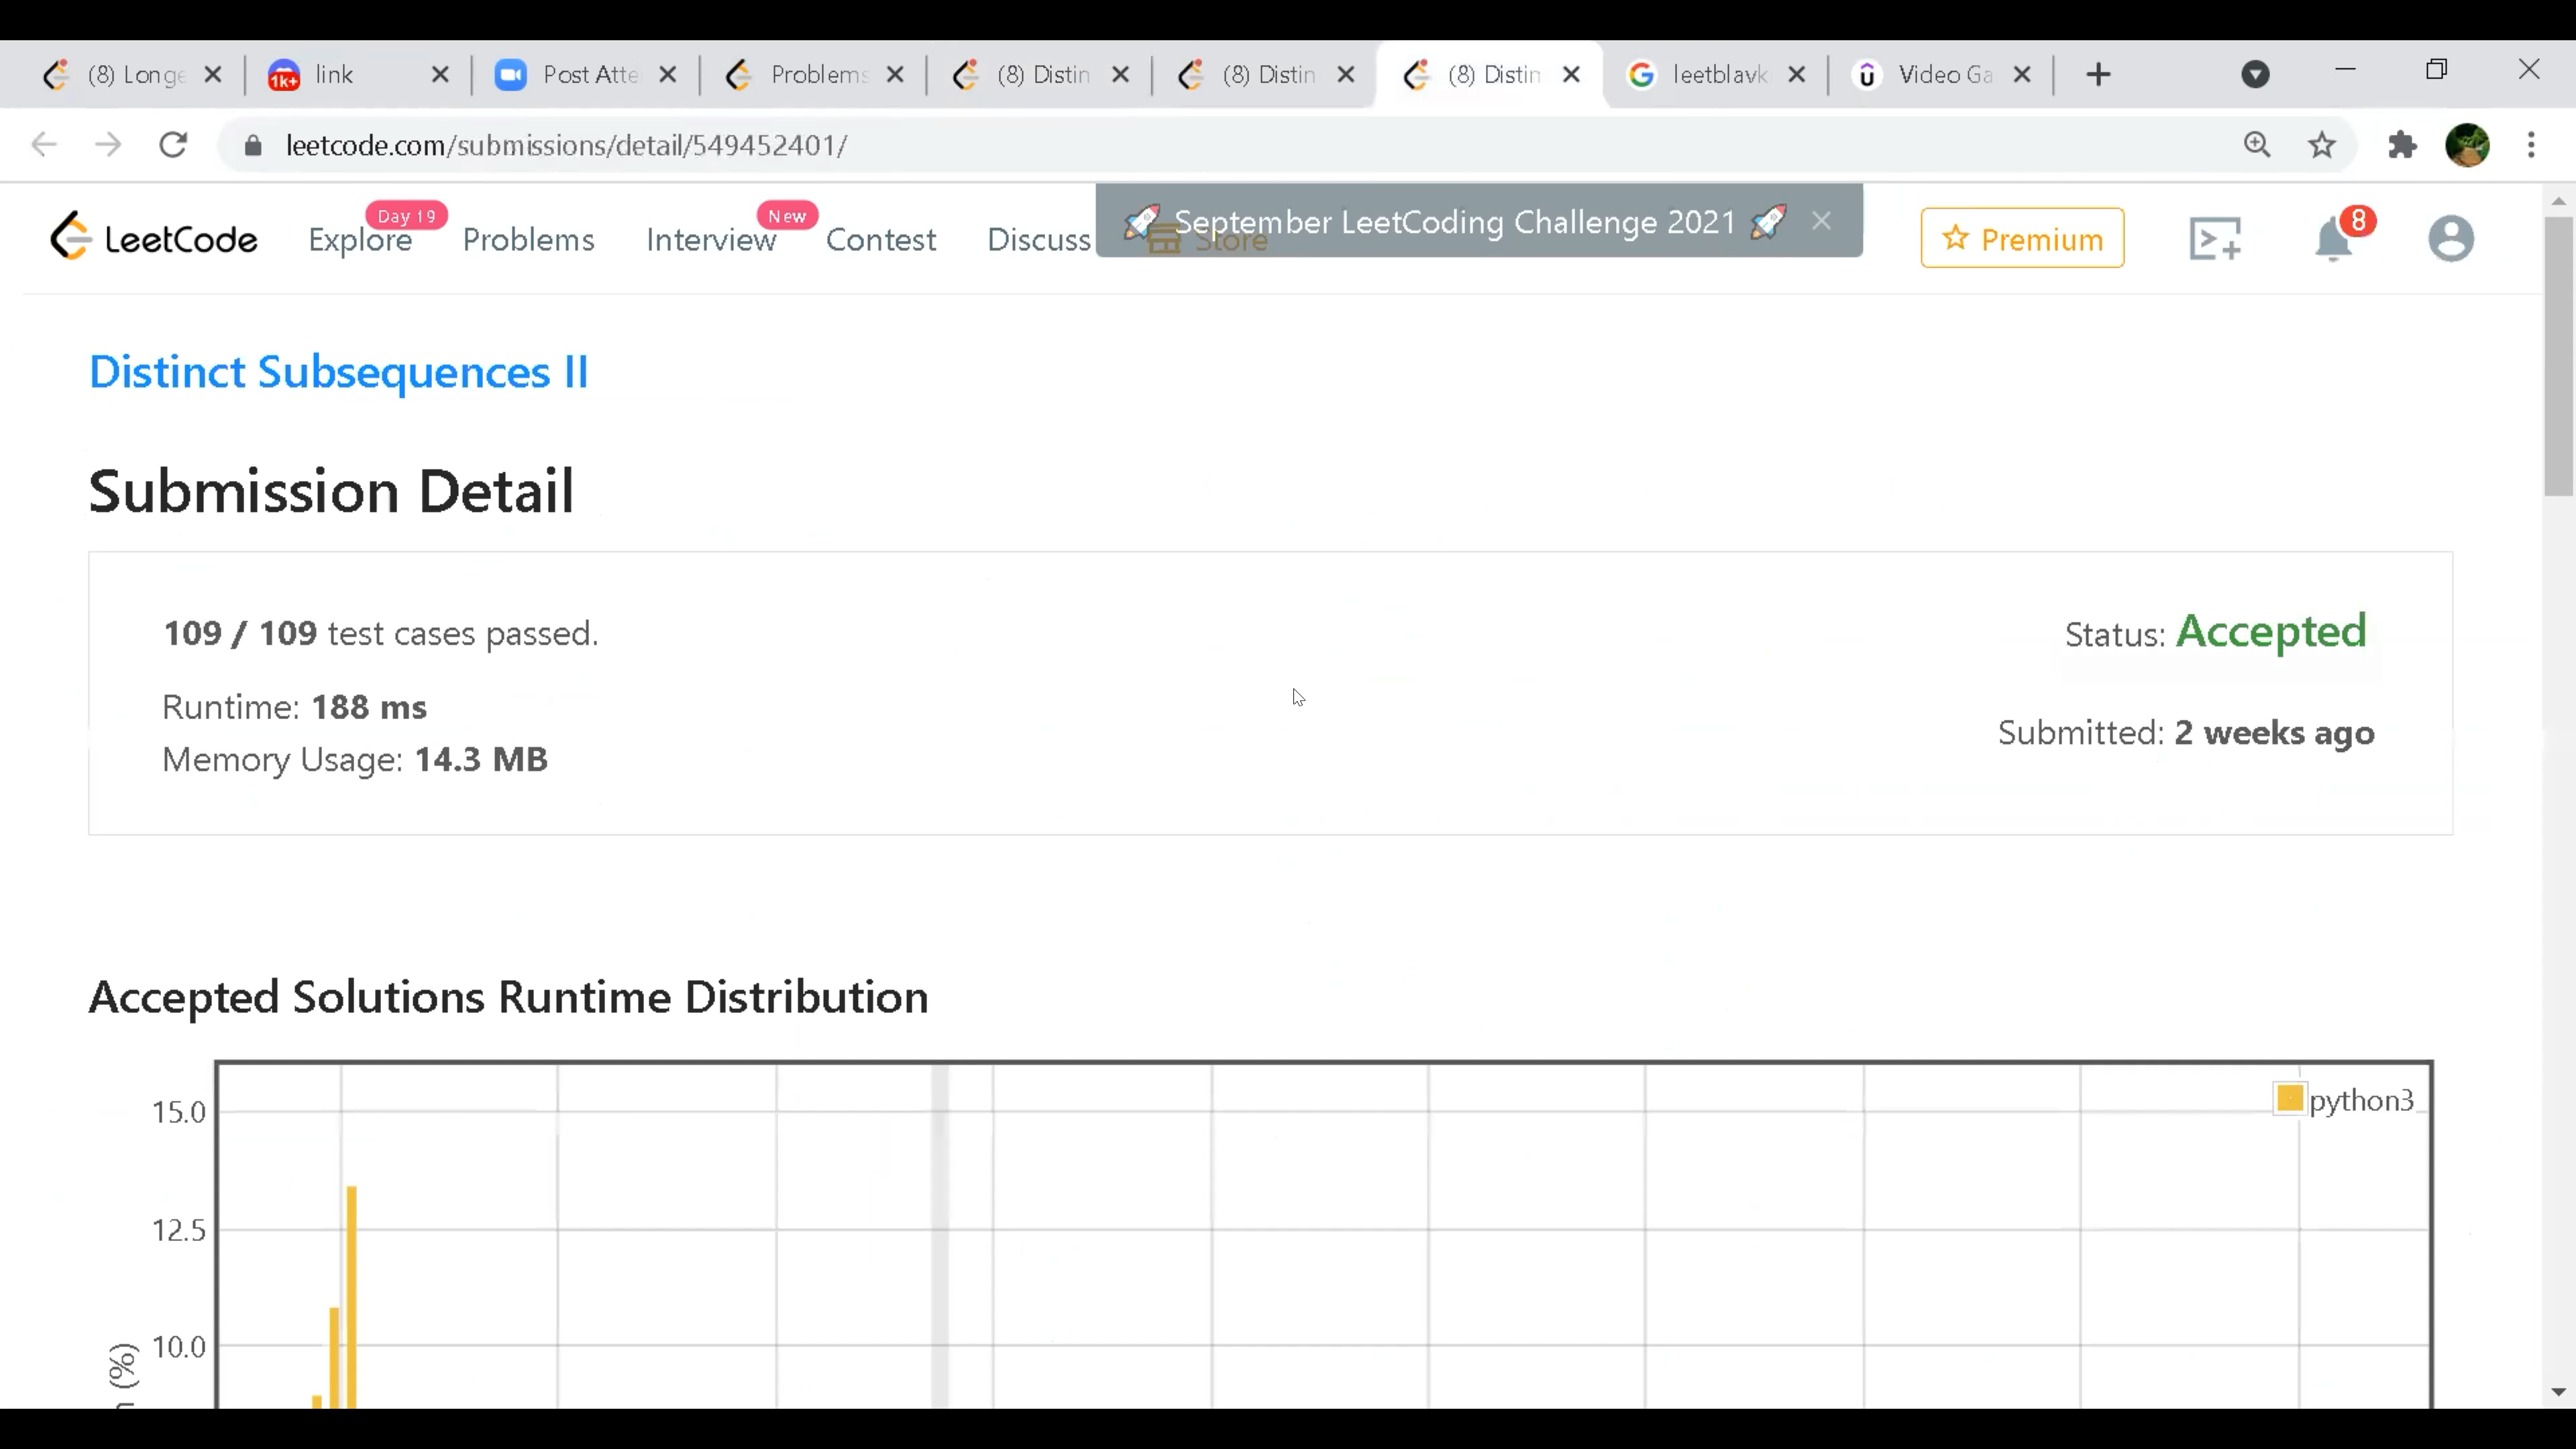 (8) Longe
link
Post Atte
Problems
(8) Distin
(8) Distin
(8) Distin
leetblavk
Video Ga
1k+
leetcode.com/submissions/detail/549452401/
LeetCode
Explore
Day 19
Problems
Interview
New
Contest
Discuss
Store
🚀 September LeetCoding Challenge 2021 🚀
Premium
8
Distinct Subsequences II
Submission Detail
109 / 109 test cases passed.
Status: Accepted
Runtime: 188 ms
Submitted: 2 weeks ago
Memory Usage: 14.3 MB
Accepted Solutions Runtime Distribution
python3
15.0
12.5
10.0
(%)